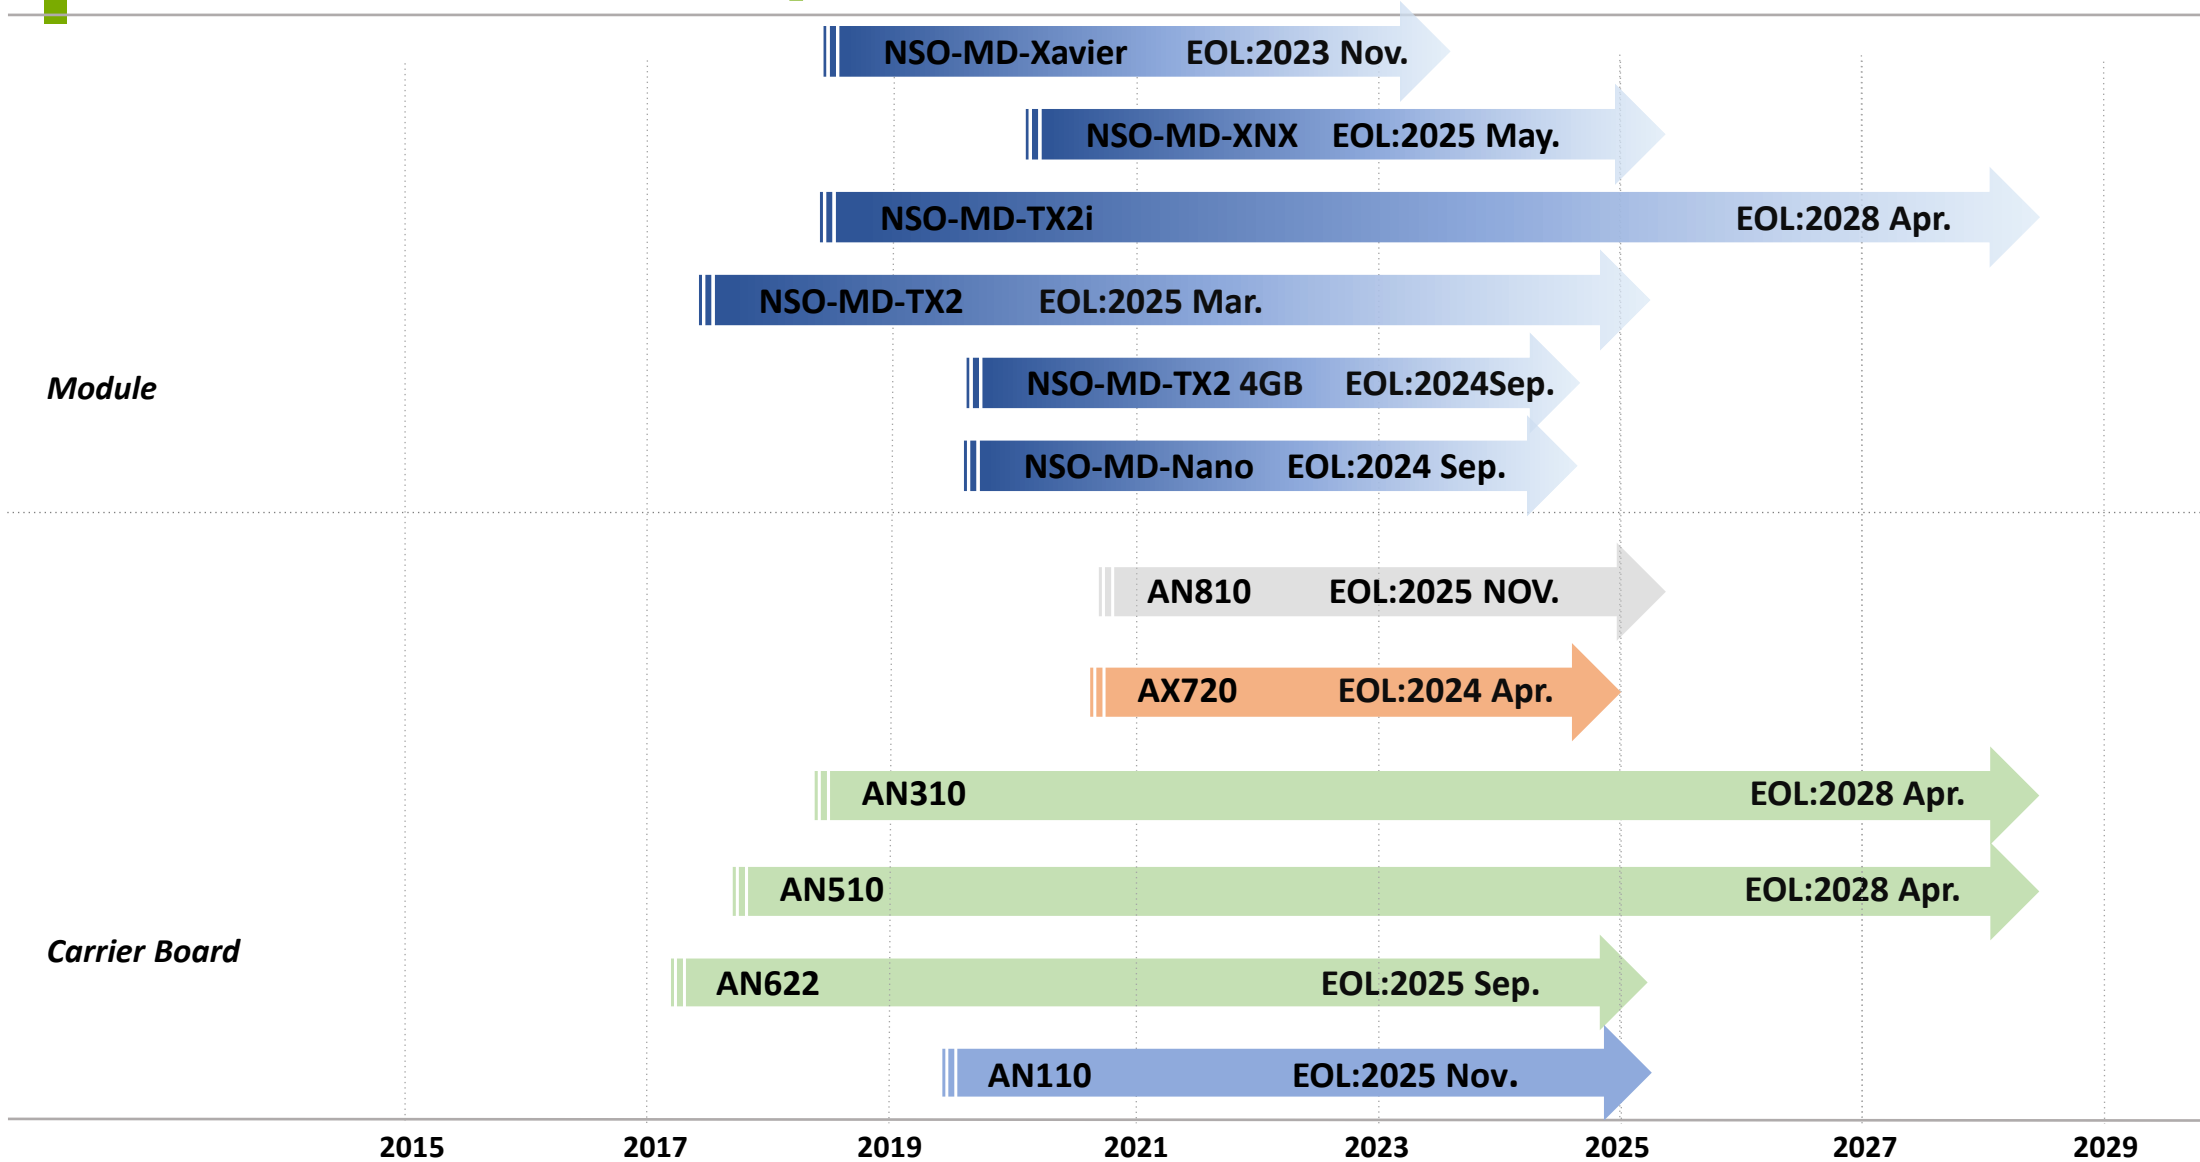 NSO-MD-Xavier EOL:2023 Nov.
NSO-MD-XNX EOL:2025 May.
NSO-MD-TX2i EOL:2028 Apr.
NSO-MD-TX2 EOL:2025 Mar.
NSO-MD-TX2 4GB EOL:2024Sep.
Module
NSO-MD-Nano EOL:2024 Sep.
AN810 EOL:2025 NOV.
AX720 EOL:2024 Apr.
AN310 EOL:2028 Apr.
AN510 EOL:2028 Apr.
Carrier Board
AN622 EOL:2025 Sep.
AN110 EOL:2025 Nov.
2015 2017 2019 2021 2023 2025 2027 2029